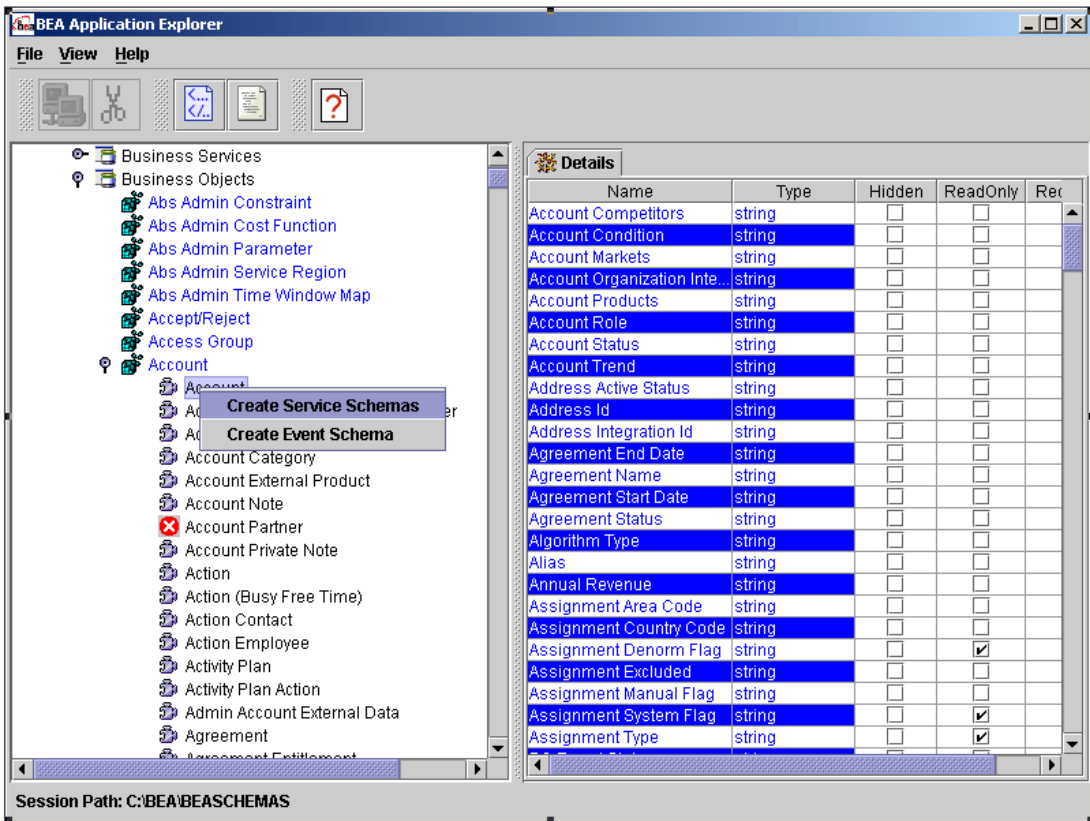 BEA Application Explorer
File View Help
Business Services
Business Objects
Abs Admin Constraint
Abs Admin Cost Function
Abs Admin Parameter
Abs Admin Service Region
Abs Admin Time Window Map
Accept/Reject
Access Group
Account
Account
Create Service Schemas
Create Event Schema
Account Category
Account External Product
Account Note
Account Partner
Account Private Note
Action
Action (Busy Free Time)
Action Contact
Action Employee
Activity Plan
Activity Plan Action
Admin Account External Data
Agreement
Agreement Entitlement
Details
Name Type Hidden ReadOnly Rec
Account Competitors string
Account Condition string
Account Markets string
Account Organization Inte... string
Account Products string
Account Role string
Account Status string
Account Trend string
Address Active Status string
Address Id string
Address Integration Id string
Agreement End Date string
Agreement Name string
Agreement Start Date string
Agreement Status string
Algorithm Type string
Alias string
Annual Revenue string
Assignment Area Code string
Assignment Country Code string
Assignment Denorm Flag string
Assignment Excluded string
Assignment Manual Flag string
Assignment System Flag string
Assignment Type string
Session Path: C:\BEA\BEASCHEMAS